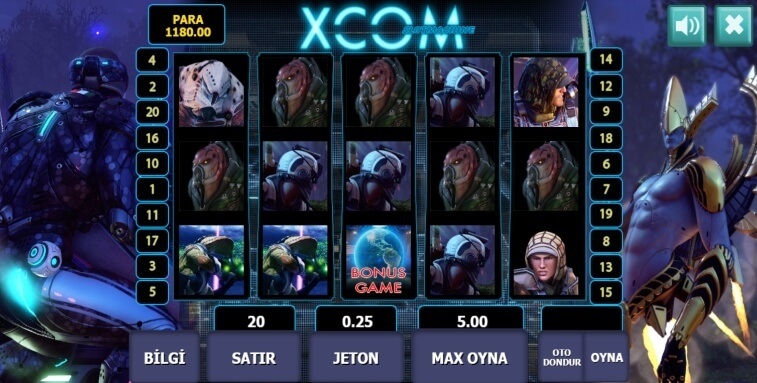 PARA
1180.00
XCOM
4
14
2
12
20
9
16
18
10
6
1
7
11
19
17
8
3
13
5
15
BONUS
GAME
20
0.25
5.00
BİLGİ
SATIR
JETON
MAX OYNA
OTO
DONDUR
OYNA